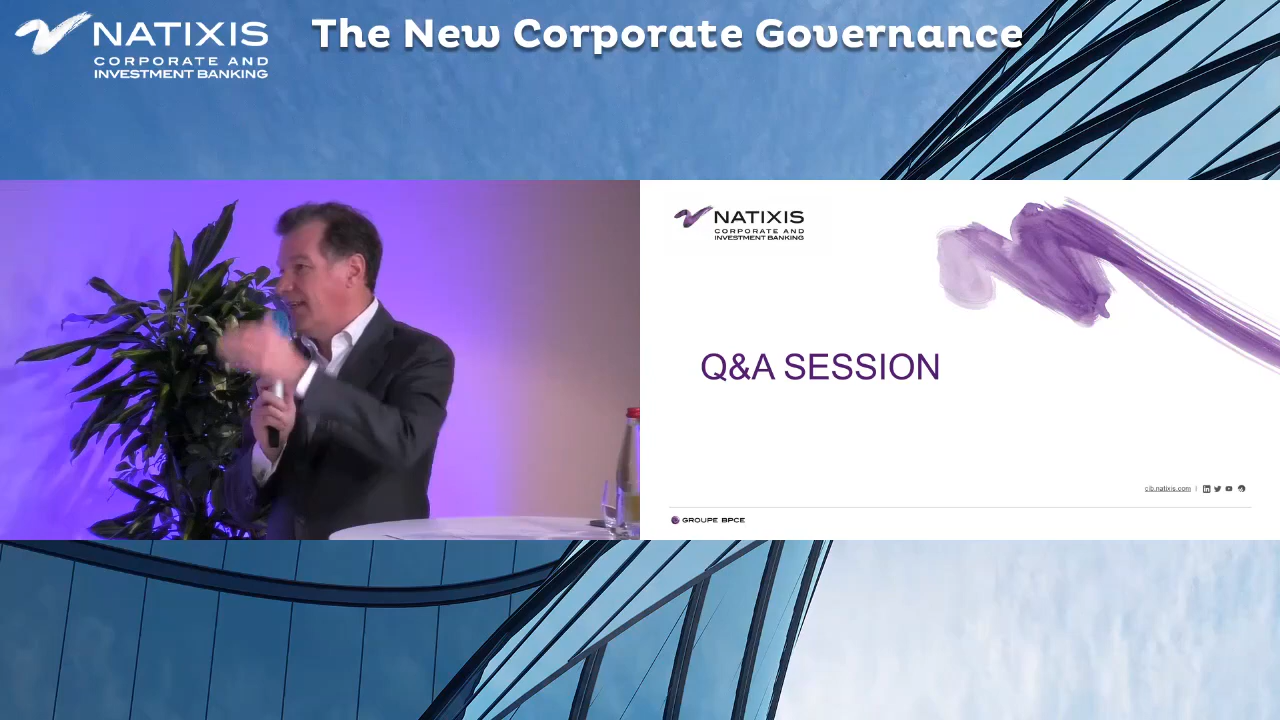 NATIXIS
CORPORATE AND
INVESTMENT BANKING
The New Corporate Governance
NATIXIS
CORPORATE AND
INVESTMENT BANKING
Q&A SESSION
cib.natixis.com |
GROUPE BPCE